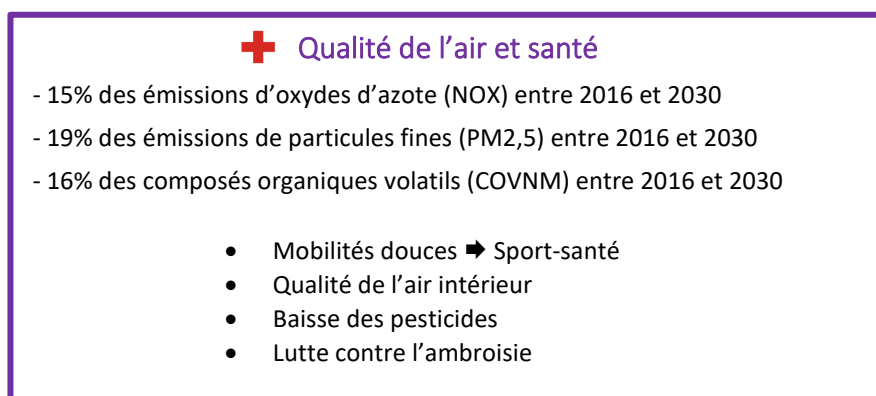 Qualité de l’air et santé
- 15% des émissions d’oxydes d’azote (NOX) entre 2016 et 2030
- 19% des émissions de particules fines (PM2,5) entre 2016 et 2030
- 16% des composés organiques volatils (COVNM) entre 2016 et 2030
• Mobilités douces 🡆 Sport-santé
• Qualité de l’air intérieur
• Baisse des pesticides
• Lutte contre l’ambroisie